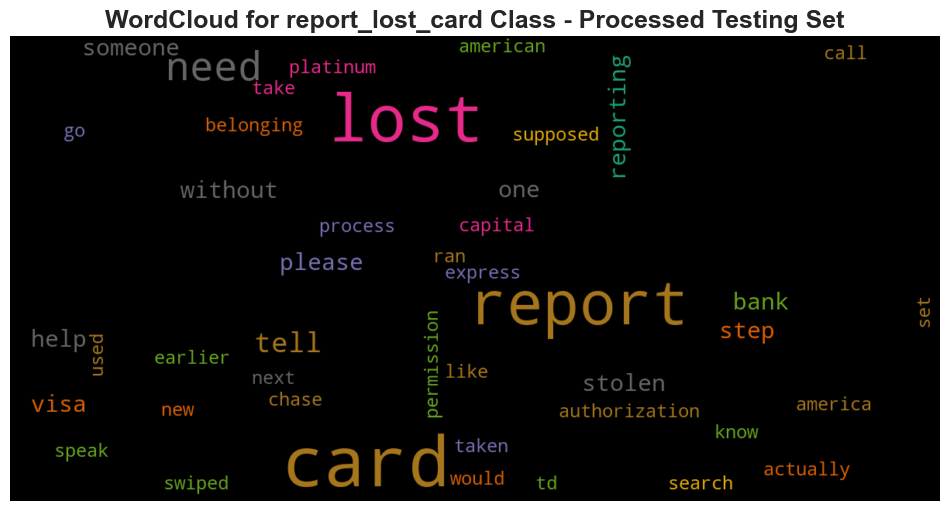 WordCloud for report_lost_card Class - Processed Testing Set
someone
need
platinum
take
american
call
reporting
go
belonging
lost
supposed
without
one
process
capital
please
ran
express
report
bank
step
set
help
used
earlier
tell
next
chase
permission
like
stolen
authorization
america
visa
new
know
speak
swiped
card
taken
would
td
search
actually